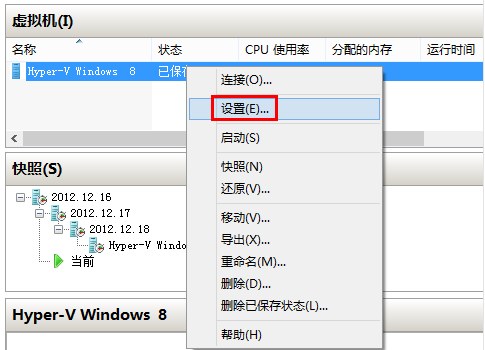 虚拟机(I)
名称 状态 CPU 使用率 分配的内存 运行时间
Hyper-V Windows 8 已保
连接(O)...
设置(E)...
启动(S)
快照(N)
还原(V)...
移动(V)...
导出(X)...
重命名(M)...
删除(D)...
删除已保存状态(L)...
帮助(H)
快照(S)
2012.12.16
2012.12.17
2012.12.18
Hyper-V Windo
当前
Hyper-V Windows 8